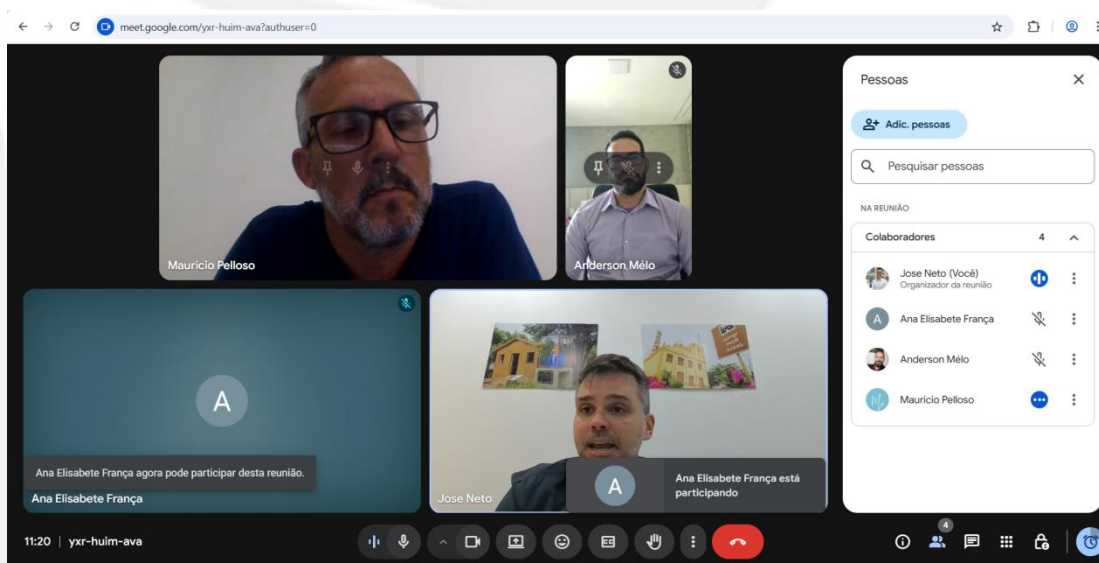 meet.google.com/yxr-huim-ava?authuser=0
Mauricio Pelloso
Anderson Mélo
A
Ana Elisabete França agora pode participar desta reunião.
Ana Elisabete França
Jose Neto
A
Ana Elisabete França está
participando
Pessoas
Adic. pessoas
Pesquisar pessoas
NA REUNIÃO
Colaboradores 4
Jose Neto (Você)
Organizador da reunião
A Ana Elisabete França
Anderson Mélo
Mauricio Pelloso
11:20 | yxr-huim-ava
4